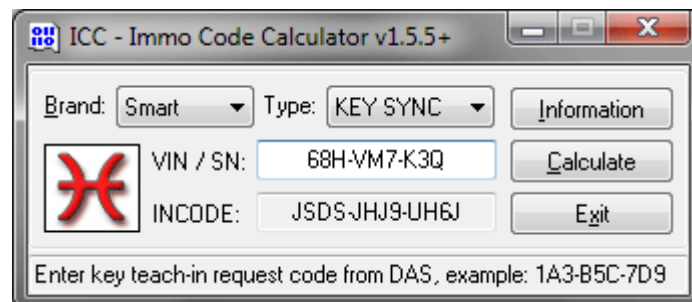 ICC - Immo Code Calculator v1.5.5+
Brand: Smart Type: KEY SYNC Information
VIN / SN: 68H-VM7-K3Q Calculate
INCODE: JSDS-JHJ9-UH6J Exit
Enter key teach-in request code from DAS, example: 1A3-B5C-7D9